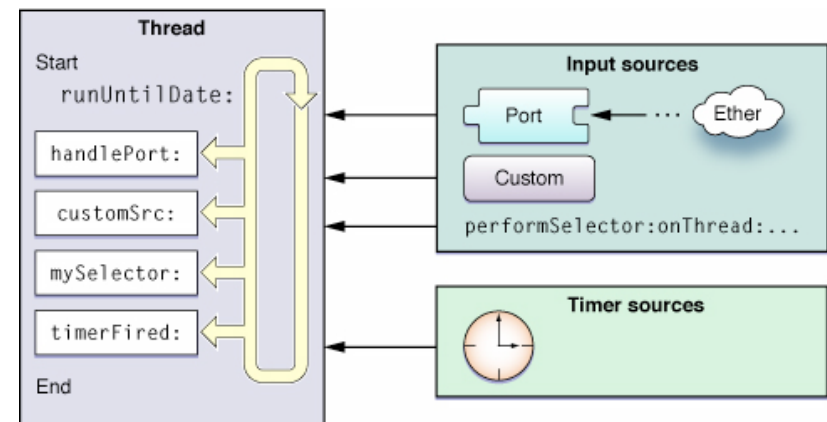 Thread
Start
runUntilDate:
handlePort:
customSrc:
mySelector:
timerFired:
End
Input sources
Port
... Ether
Custom
performSelector:onThread:...
Timer sources